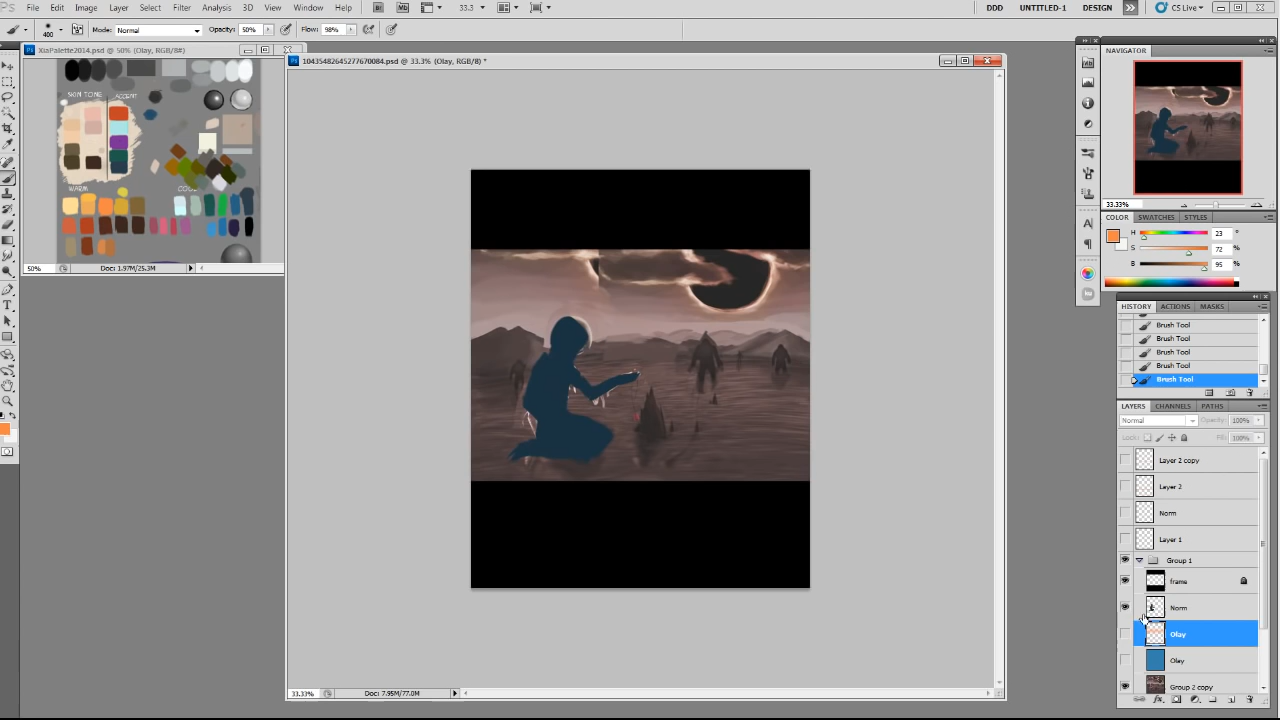 File Edit Image Layer Select Filter Analysis 3D View Window Help 33.3 DDD UNTITLED-1 DESIGN CS Live
400 Mode: Normal Opacity: 50% Flow: 98%
XiaPalette2014.psd @ 50% (Olay, RGB/8#)
SKIN TONE ACCENT
WARM
50% Doc: 1.97M/25.3M
10435482645277670084.psd @ 33.3% (Olay, RGB/8) *
33.33% Doc: 7.95M/77.0M
NAVIGATOR
33.33%
COLOR SWATCHES STYLES
H 23 °
S 72 %
B 95 %
HISTORY ACTIONS MASKS
Brush Tool
Brush Tool
Brush Tool
Brush Tool
Brush Tool
LAYERS CHANNELS PATHS
Normal Opacity: 100%
Lock: Fill: 100%
Layer 2 copy
Layer 2
Norm
Layer 1
Group 1
frame
Norm
Olay
Olay
Group 2 copy